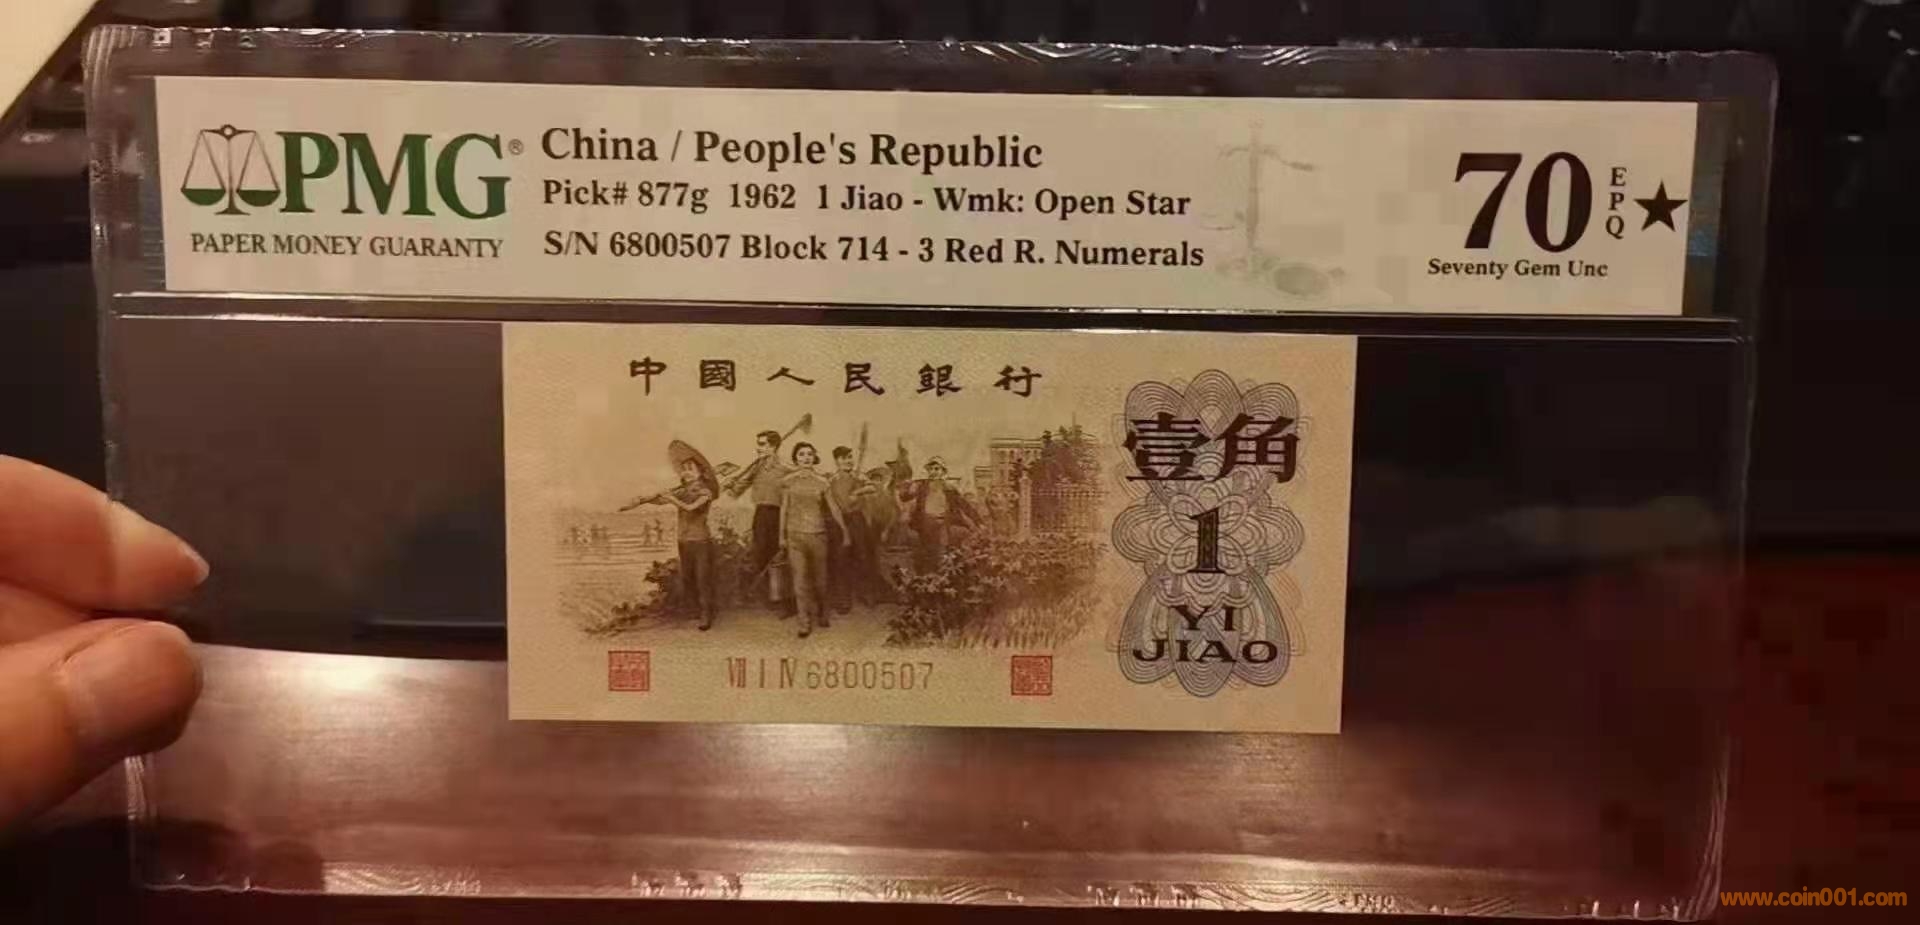 PMG®
PAPER MONEY GUARANTY
China / People's Republic
Pick# 877g 1962 1 Jiao - Wmk: Open Star
S/N 6800507 Block 714 - 3 Red R. Numerals
70
EPQ★
Seventy Gem Unc
中國人民銀行
壹角
1
YI
JIAO
Ⅶ Ⅰ Ⅳ 6800507
www.coin001.com